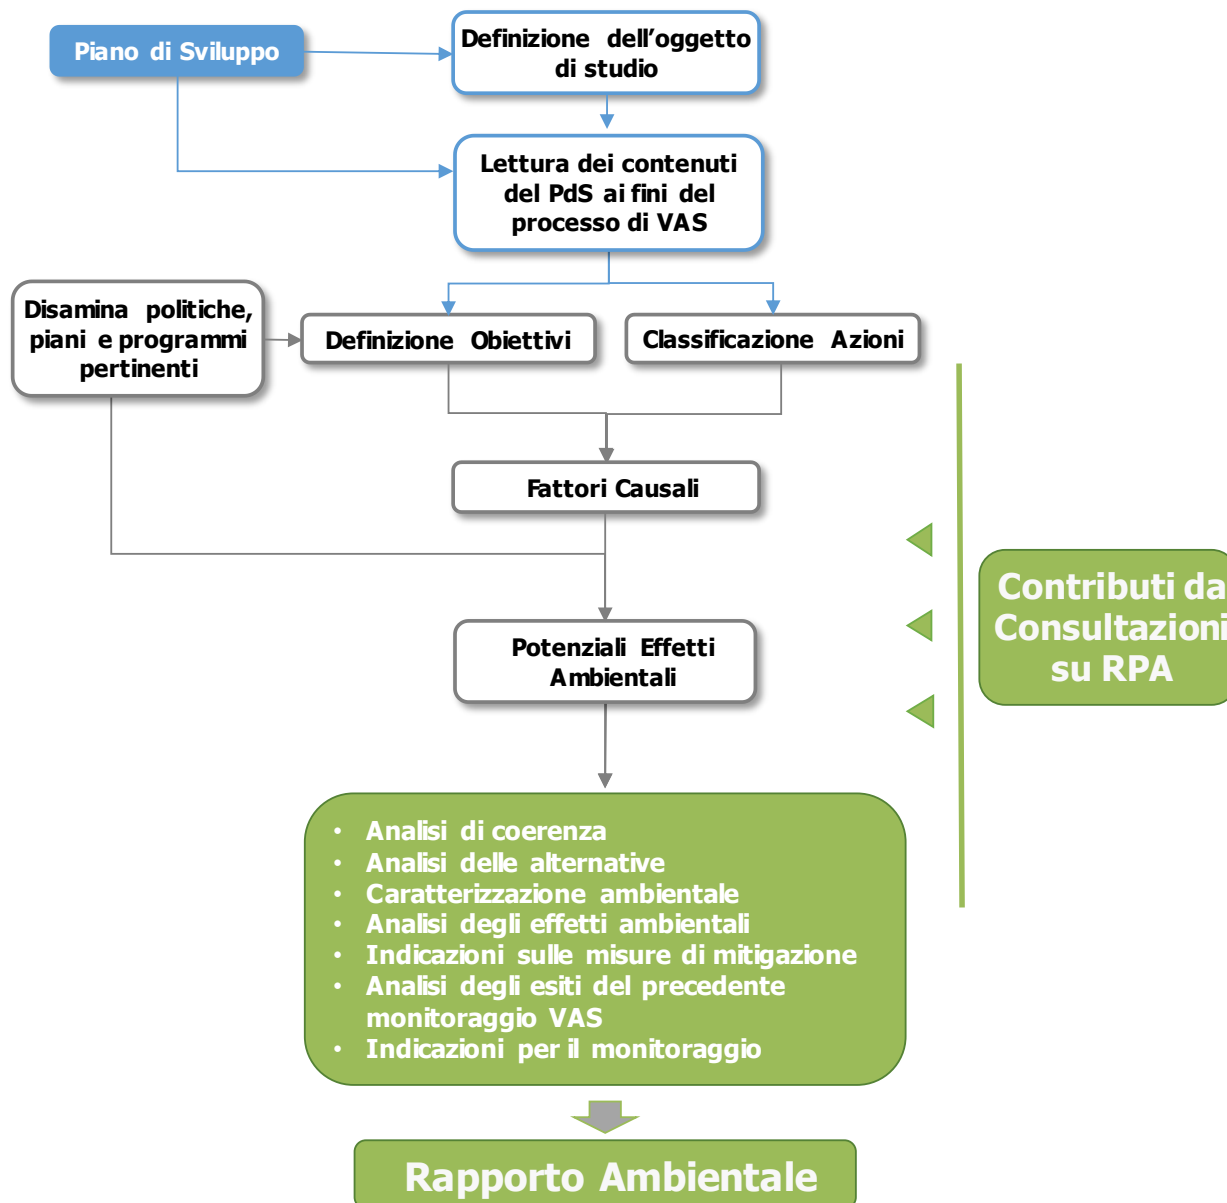 Piano di Sviluppo
Definizione dell'oggetto
di studio
Lettura dei contenuti
del PdS ai fini del
processo di VAS
Disamina politiche,
piani e programmi
pertinenti
Definizione Obiettivi
Classificazione Azioni
Fattori Causali
Potenziali Effetti
Ambientali
Contributi da
Consultazioni
su RPA
• Analisi di coerenza
• Analisi delle alternative
• Caratterizzazione ambientale
• Analisi degli effetti ambientali
• Indicazioni sulle misure di mitigazione
• Analisi degli esiti del precedente
monitoraggio VAS
• Indicazioni per il monitoraggio
Rapporto Ambientale